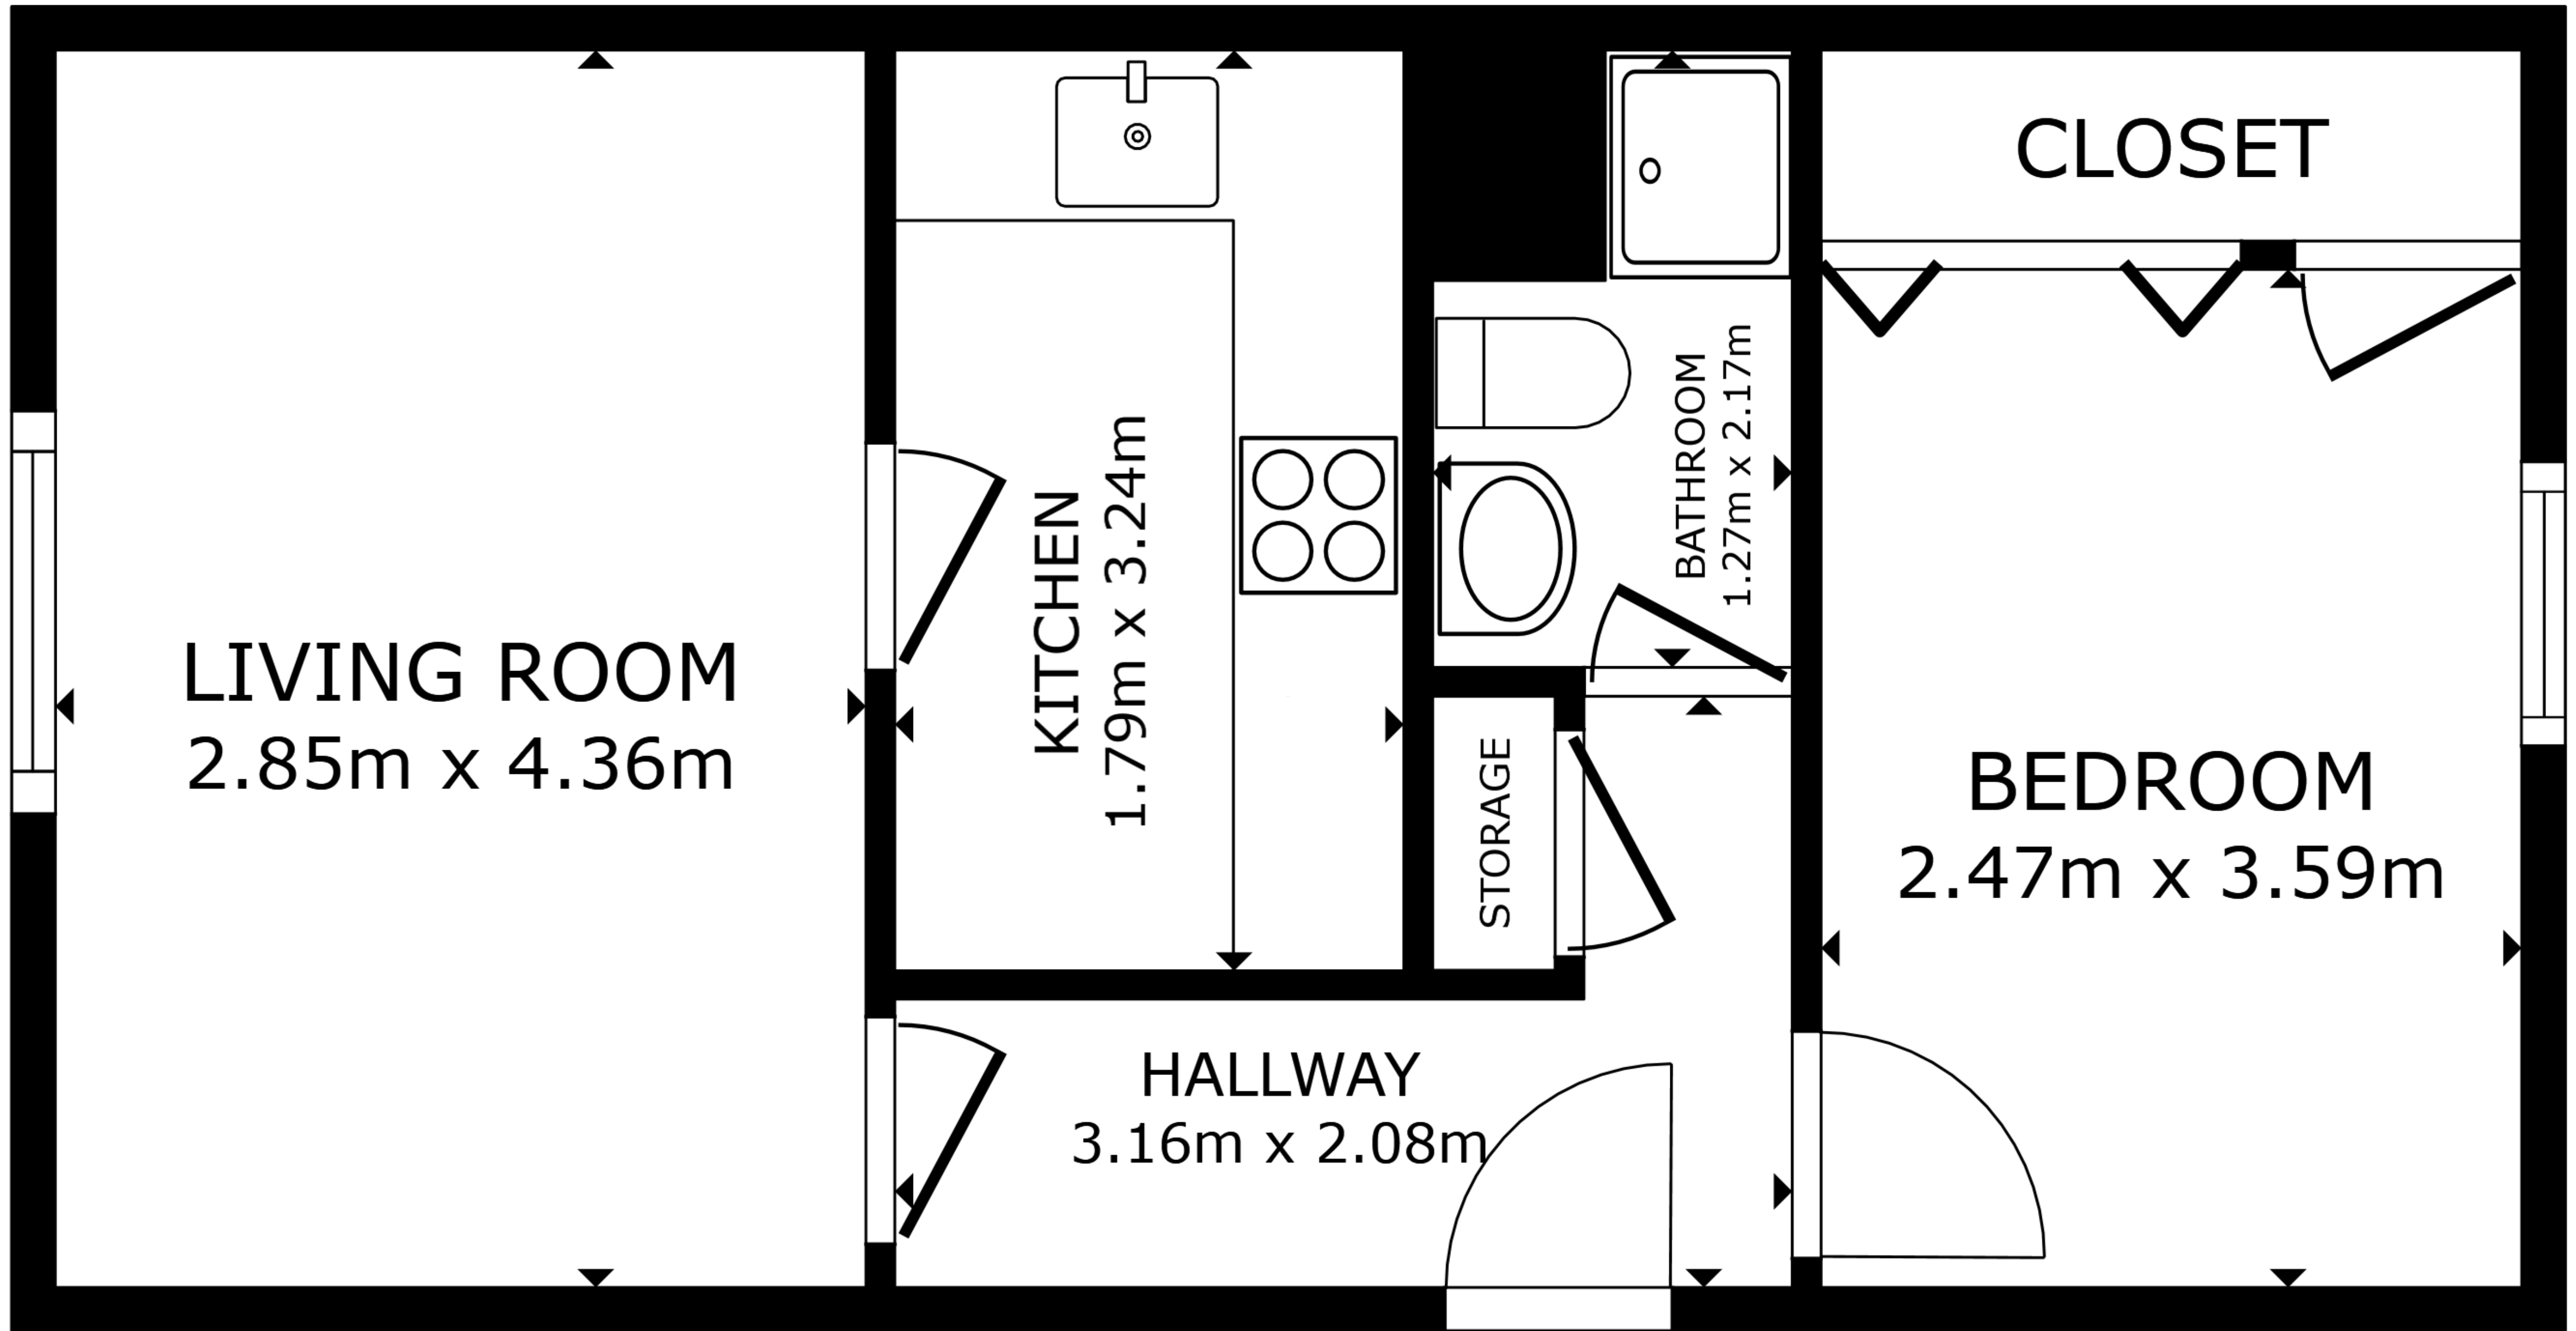 CLOSET
LIVING ROOM
2.85m x 4.36m
KITCHEN
1.79m x 3.24m
BATHROOM
1.27m x 2.17m
STORAGE
BEDROOM
2.47m x 3.59m
HALLWAY
3.16m x 2.08m